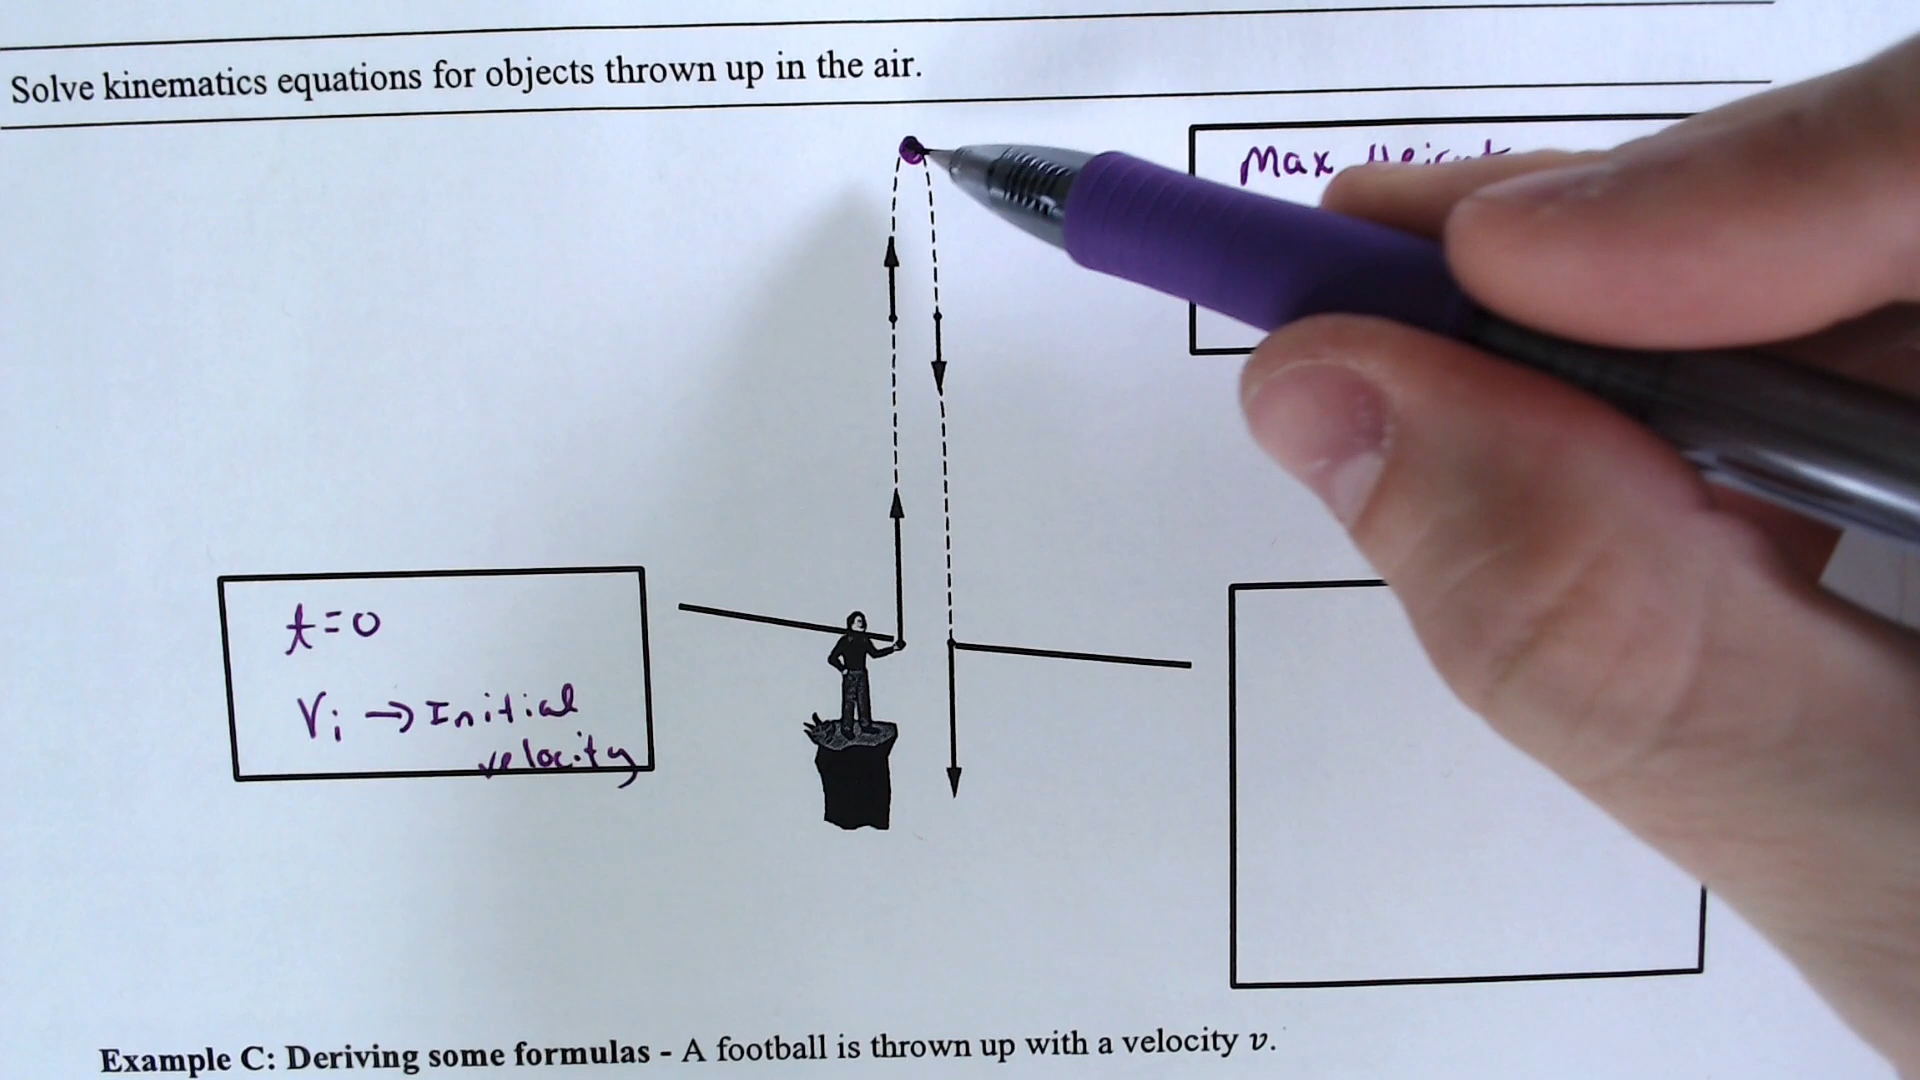 Solve kinematics equations for objects thrown up in the air.
Max Height
t=0
Vi → Initial
velocity
Example C: Deriving some formulas - A football is thrown up with a velocity v.